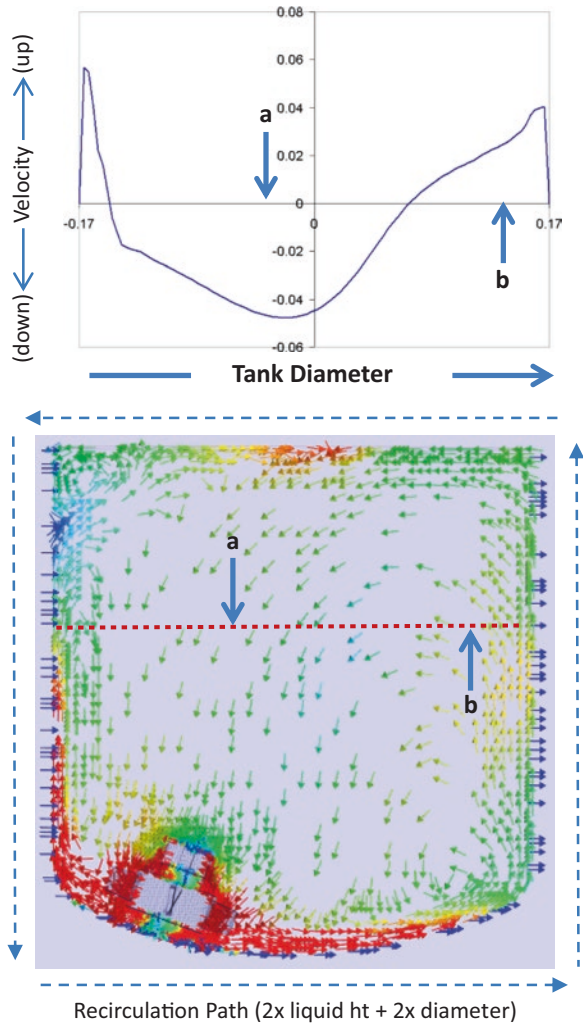 0.08
0.06
0.04
0.02
0
-0.02
-0.04
-0.06
-0.17
0
0.17
a
b
(down) Velocity (up)
Tank Diameter
a
b
Recirculation Path (2x liquid ht + 2x diameter)